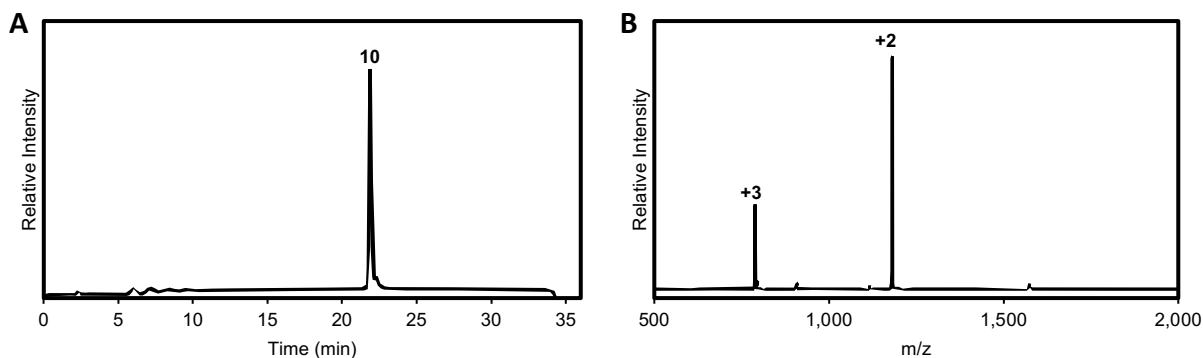 A
Relative Intensity
10
0 5 10 15 20 25 30 35
Time (min)
B
Relative Intensity
+3
+2
500 1,000 1,500 2,000
m/z